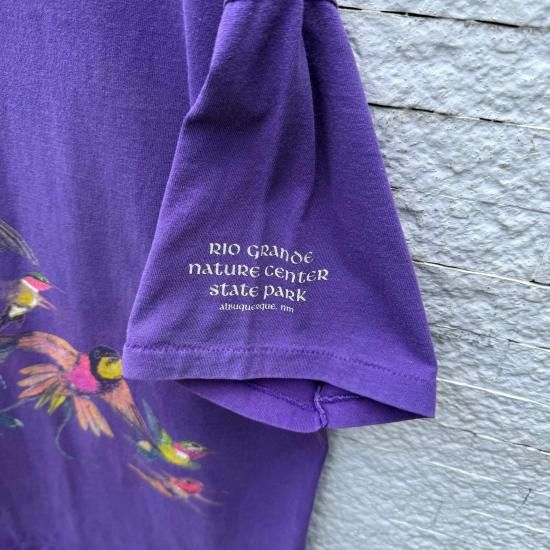 RIO GRANDE
NATURE CENTER
STATE PARK
ALBUQUERQUE, NM